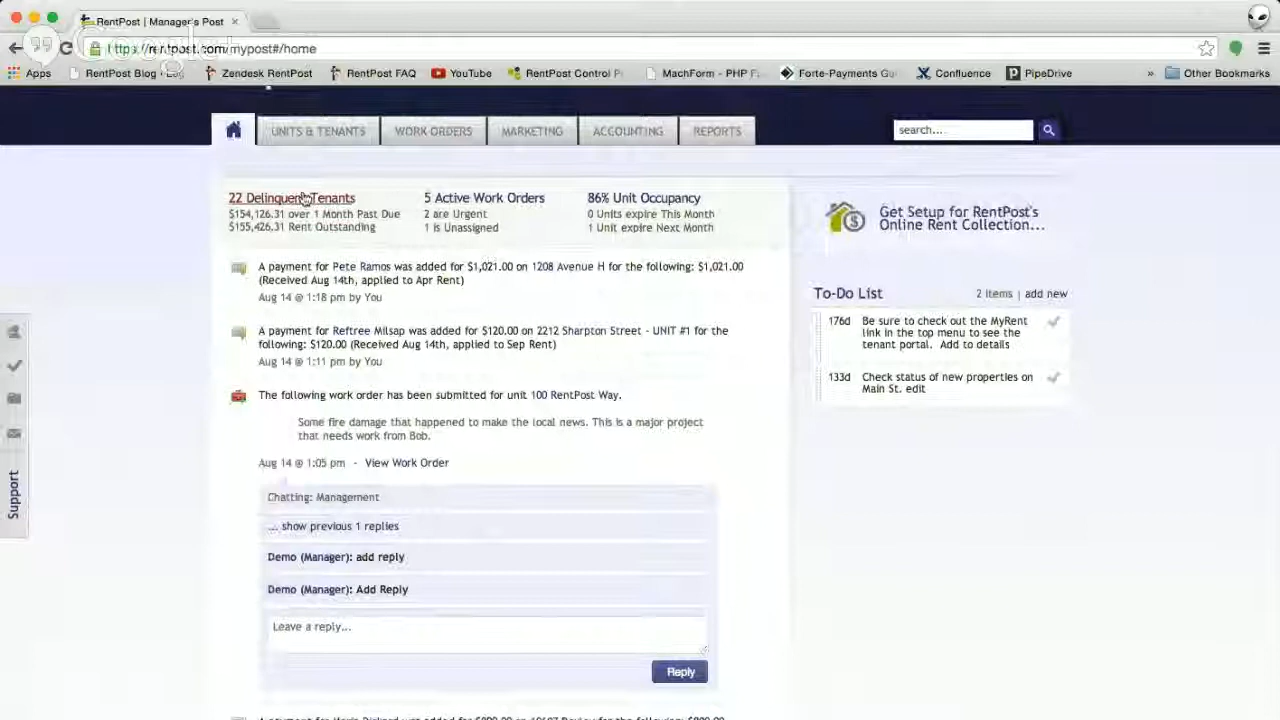 RentPost | Manager's Post
https://rentpost.com/mypost#/home
Apps RentPost Blog Zendesk RentPost RentPost FAQ YouTube RentPost Control P MachForm - PHP F Forte-Payments Confluence PipeDrive » Other Bookmarks
UNITS & TENANTS WORK ORDERS MARKETING ACCOUNTING REPORTS search...
22 Delinquent Tenants
$154,126.31 over 1 Month Past Due
$155,426.31 Rent Outstanding
5 Active Work Orders
2 are Urgent
1 is Unassigned
86% Unit Occupancy
0 Units expire This Month
1 Unit expire Next Month
Get Setup for RentPost's
Online Rent Collection...
A payment for Pete Ramos was added for $1,021.00 on 1208 Avenue H for the following: $1,021.00
(Received Aug 14th, applied to Apr Rent)
Aug 14 @ 1:18 pm by You
A payment for Reftree Milsap was added for $120.00 on 2212 Sharpton Street - UNIT #1 for the
following: $120.00 (Received Aug 14th, applied to Sep Rent)
Aug 14 @ 1:11 pm by You
The following work order has been submitted for unit 100 RentPost Way.
Some fire damage that happened to make the local news. This is a major project
that needs work from Bob.
Aug 14 @ 1:05 pm - View Work Order
Chatting: Management
... show previous 1 replies
Demo (Manager): add reply
Demo (Manager): Add Reply
Leave a reply...
Reply
To-Do List 2 items | add new
176d Be sure to check out the MyRent
link in the top menu to see the
tenant portal. Add to details
133d Check status of new properties on
Main St. edit
Support